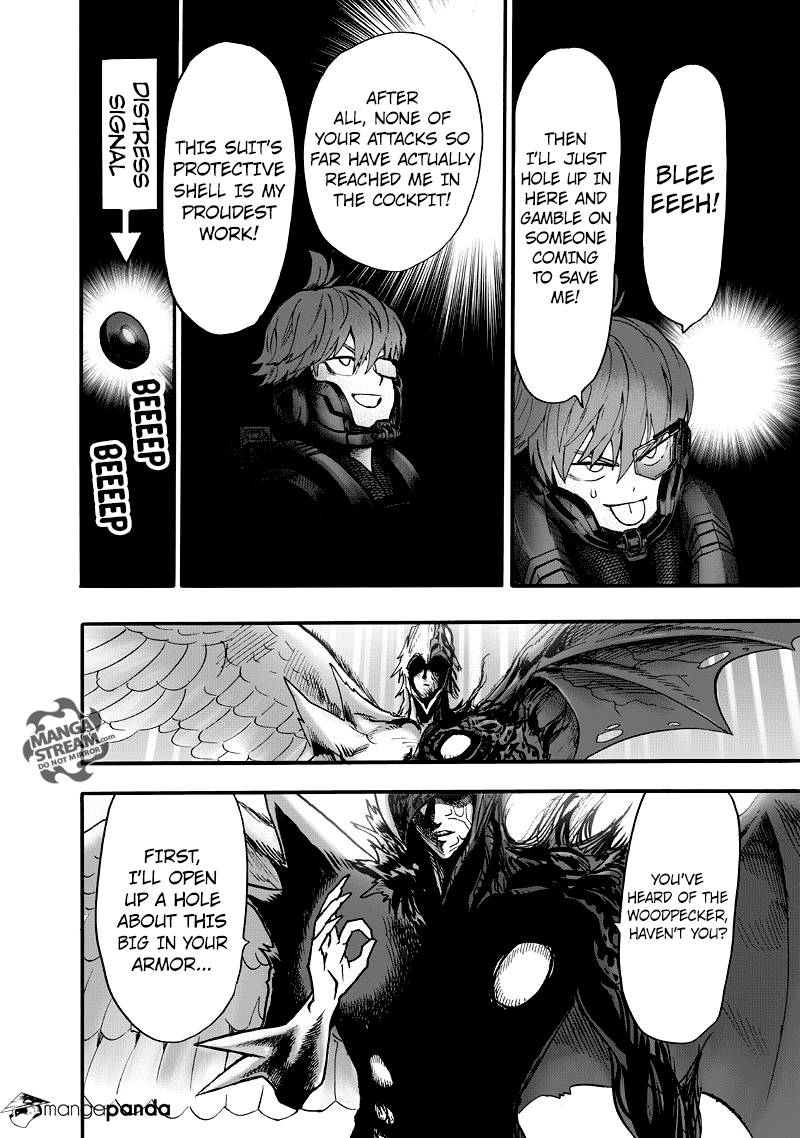 BLEE
EEEH!
THEN
I'LL JUST
HOLE UP IN
HERE AND
GAMBLE ON
SOMEONE
COMING
TO SAVE
ME!
AFTER
ALL, NONE OF
YOUR ATTACKS SO
FAR HAVE ACTUALLY
REACHED ME IN
THE COCKPIT!
THIS SUIT'S
PROTECTIVE
SHELL IS MY
PROUDEST
WORK!
DISTRESS
SIGNAL
BEEEEP
BEEEEP
MANGA
STREAM.com
DO NOT MIRROR
YOU'VE
HEARD OF THE
WOODPECKER,
HAVEN'T YOU?
FIRST,
I'LL OPEN
UP A HOLE
ABOUT THIS
BIG IN YOUR
ARMOR...
mangapanda